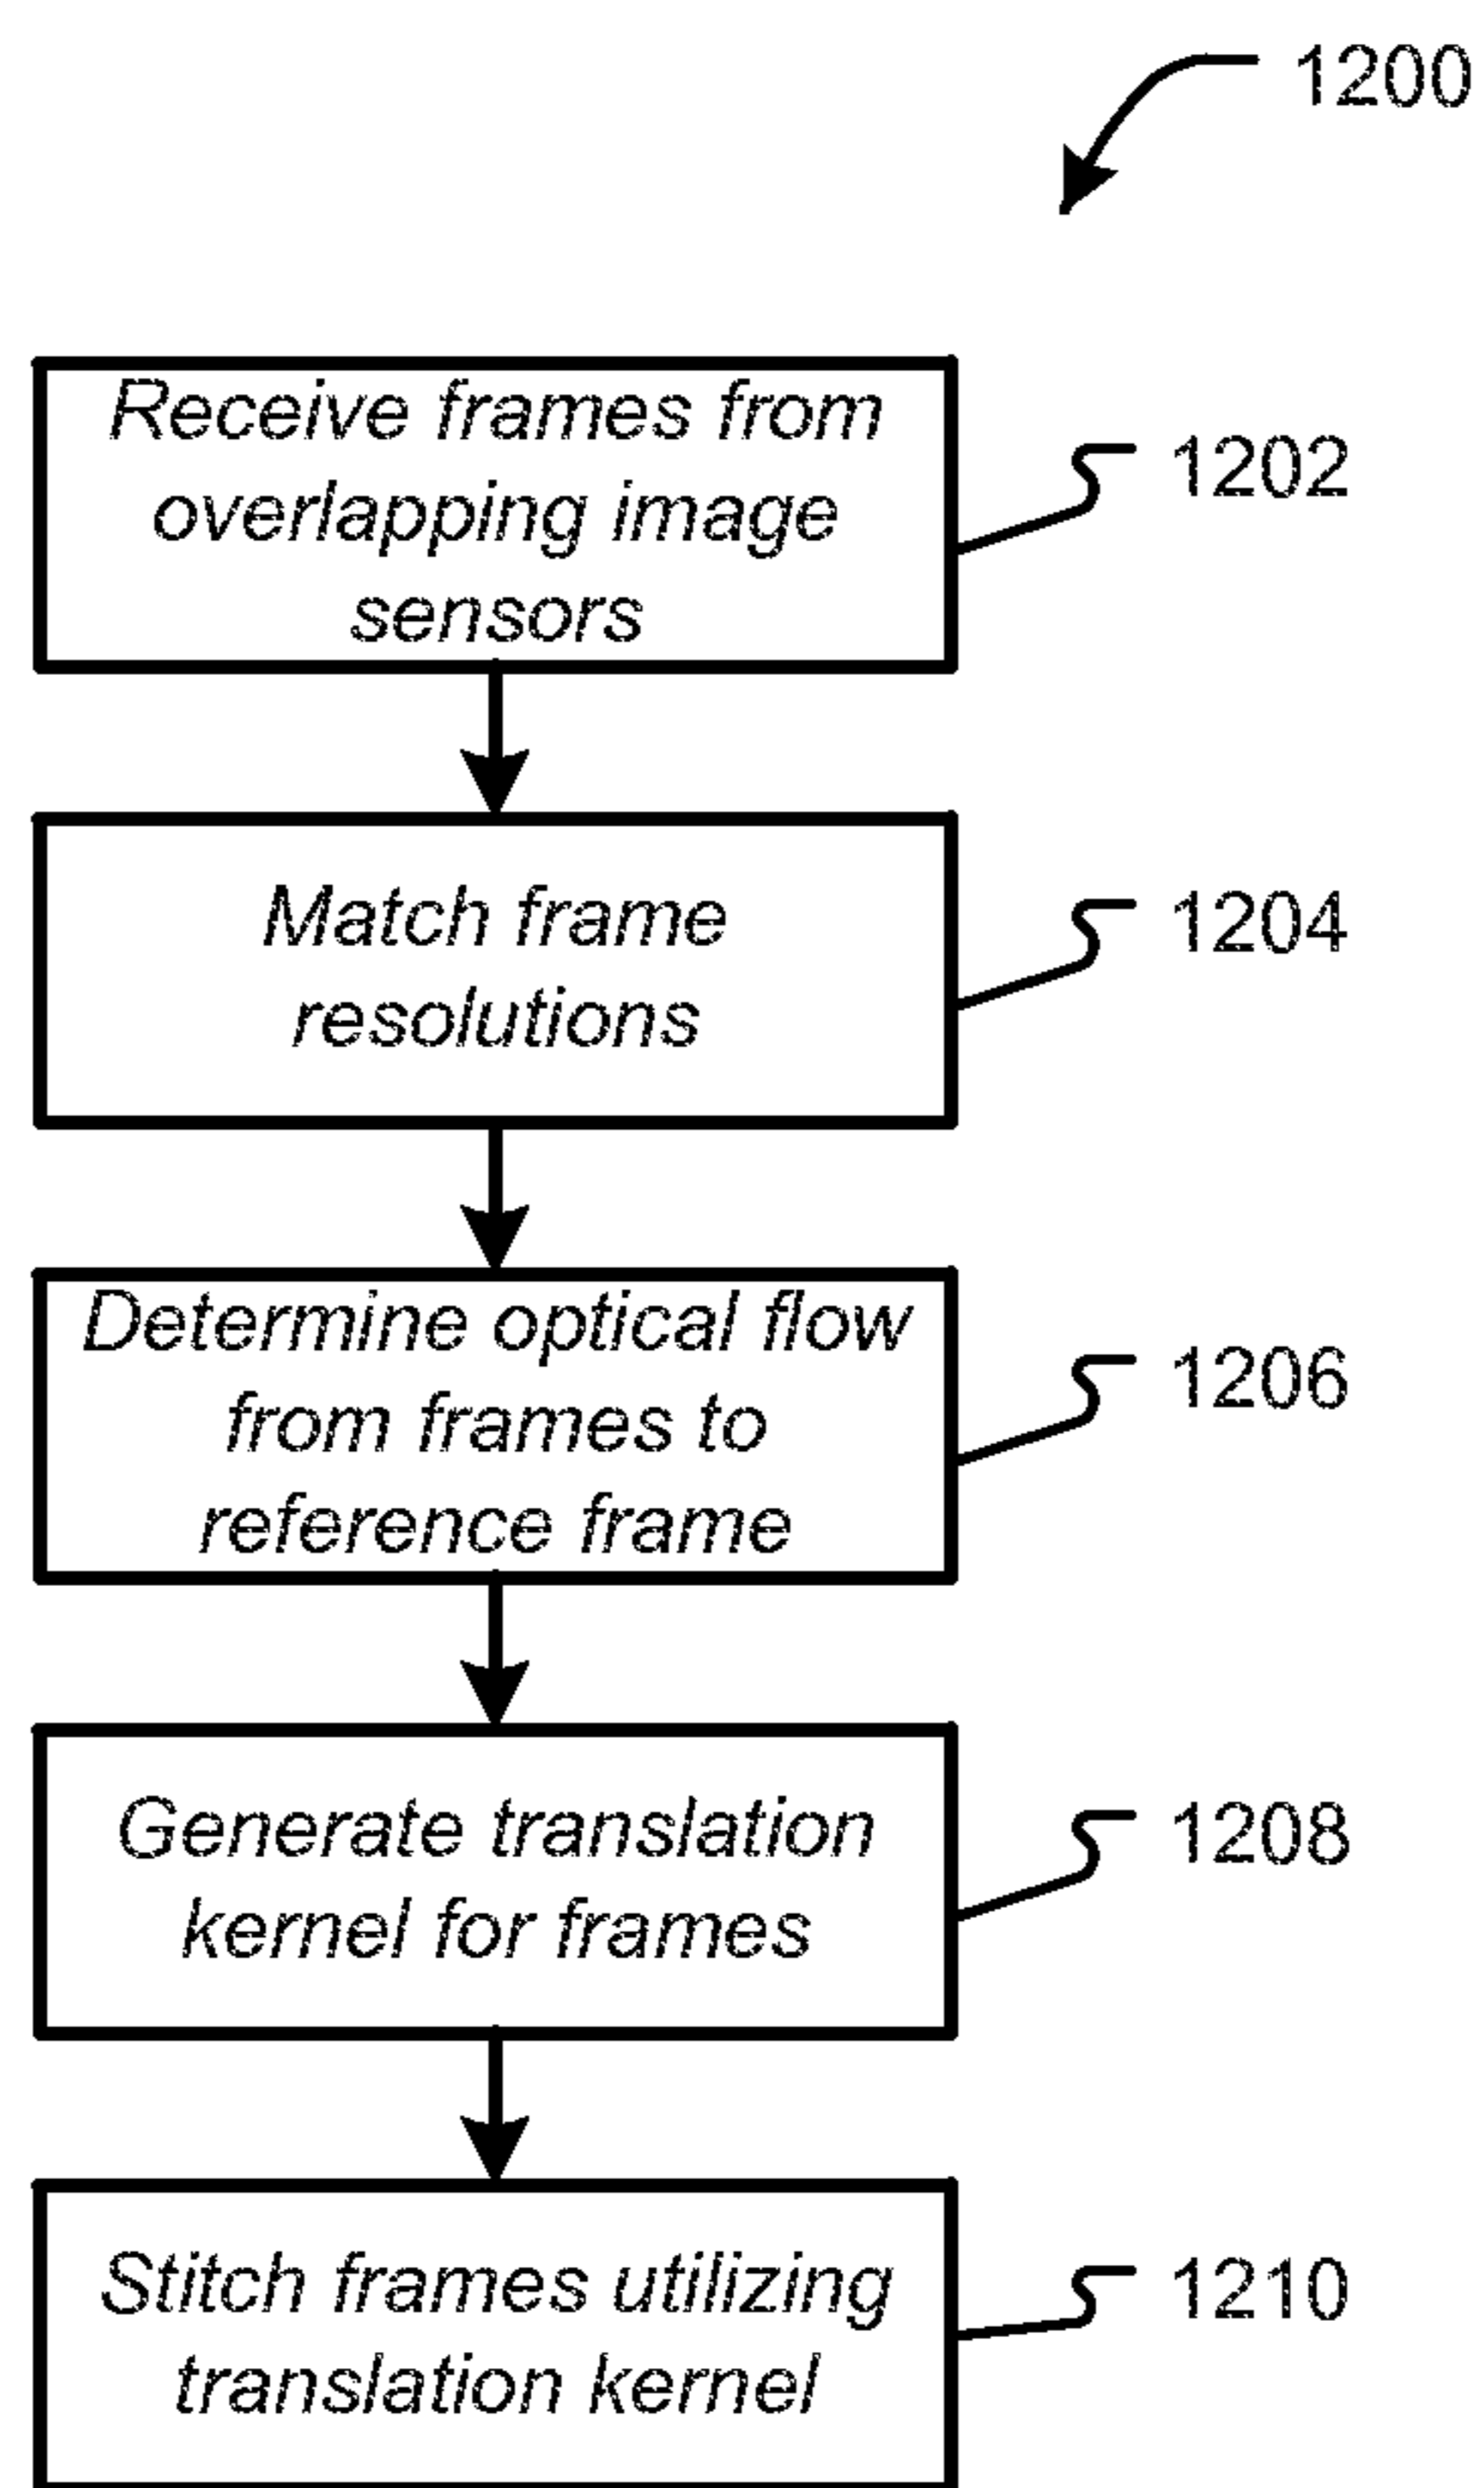 1200
Receive frames from
overlapping image
sensors
1202
Match frame
resolutions
1204
Determine optical flow
from frames to
reference frame
1206
Generate translation
kernel for frames
1208
Stitch frames utilizing
translation kernel
1210